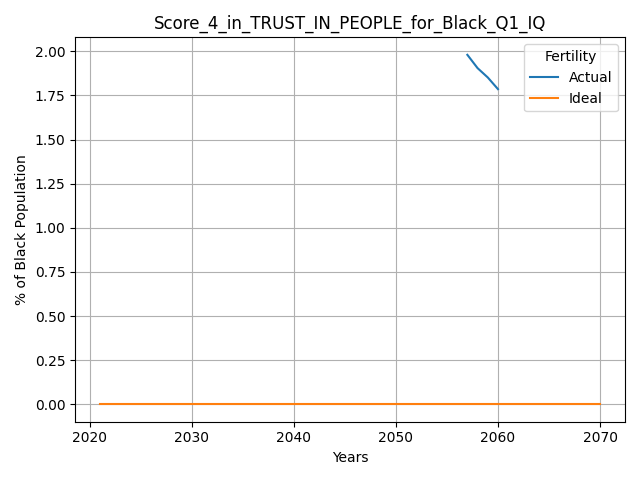 Score_4_in_TRUST_IN_PEOPLE_for_Black_Q1_IQ
Fertility
Actual
Ideal
% of Black Population
2.00
1.75
1.50
1.25
1.00
0.75
0.50
0.25
0.00
2020
2030
2040
2050
2060
2070
Years